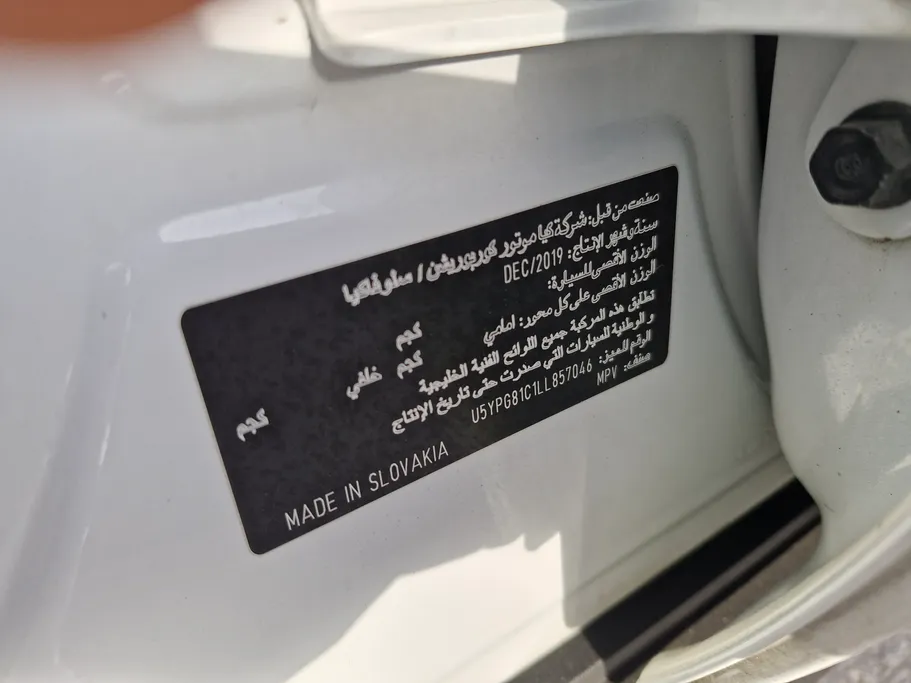 صنعت من قبل: شركة كيا موتور كوربوريشن / سلوفاكيا
سنة وشهر الإنتاج: DEC/2019
الوزن الأقصى للسيارة: كجم
الوزن الأقصى على كل محور: امامي كجم خلفي كجم
تطابق هذه المركبة جميع اللوائح الفنية الخليجية
و الوطنية للسيارات التي صدرت حتى تاريخ الإنتاج
الرقم المميز: U5YPG81C1LL857046
صنف: MPV
MADE IN SLOVAKIA